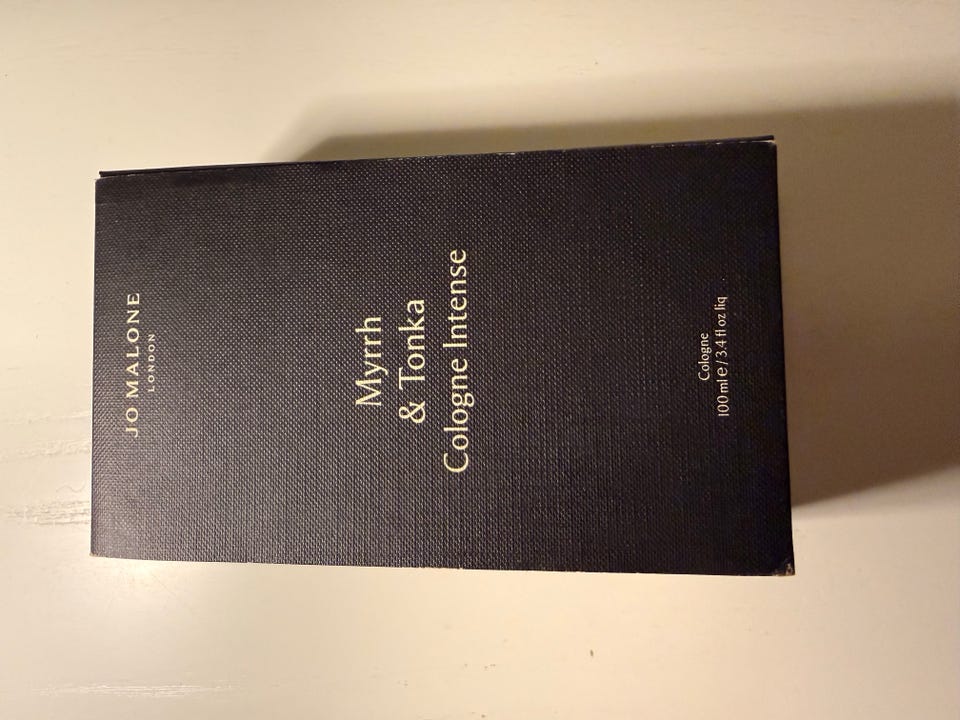 JO MALONE
LONDON
Myrrh
& Tonka
Cologne Intense
Cologne
100 ml e / 3.4 fl oz liq